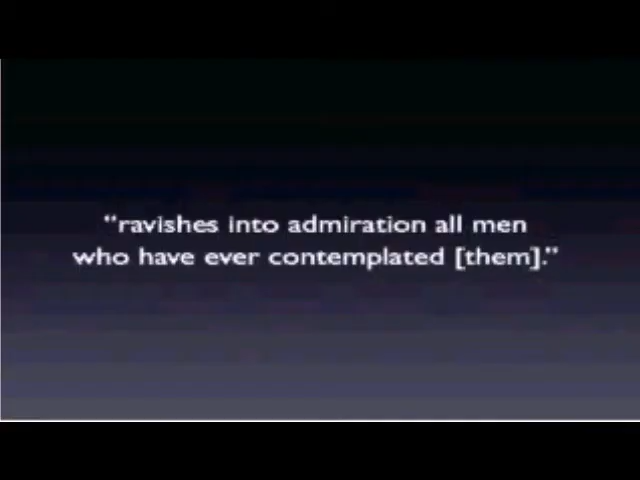 “ravishes into admiration all men
who have ever contemplated [them].”